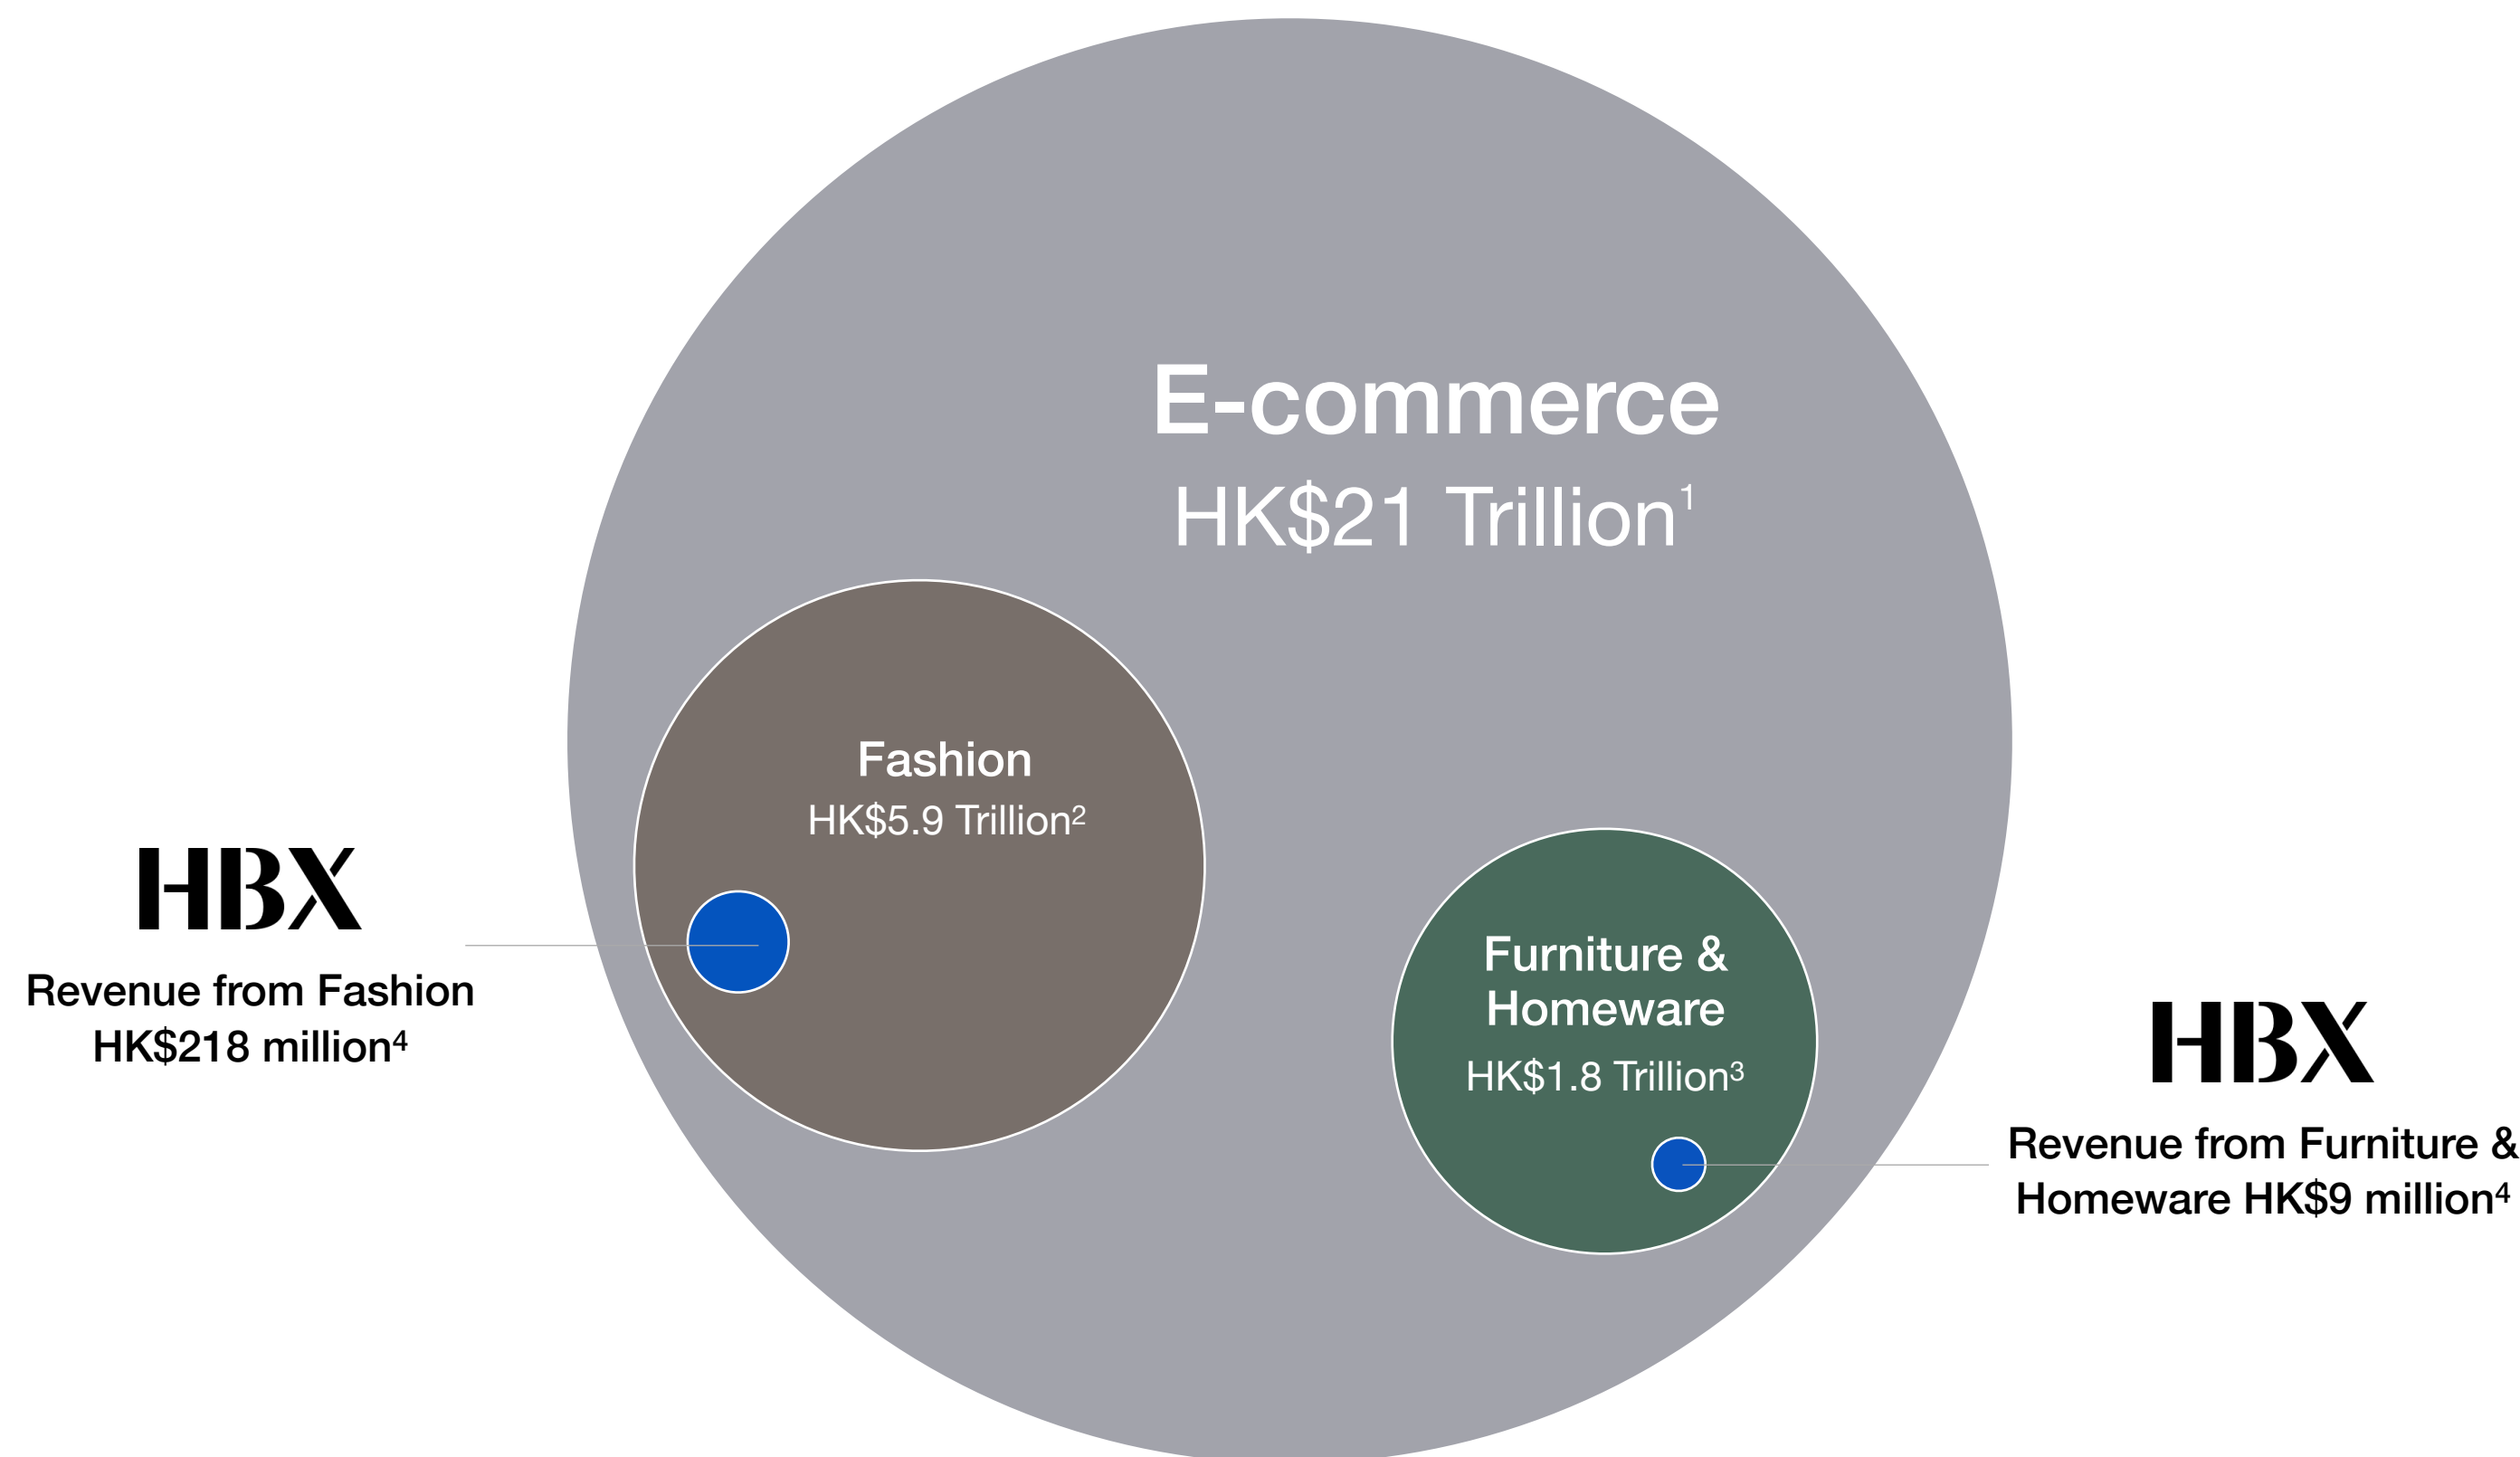 E-commerce
HK$21 Trillion¹
Fashion
HK$5.9 Trillion²
HBX
Revenue from Fashion
HK$218 million⁴
Furniture &
Homeware
HK$1.8 Trillion³
HBX
Revenue from Furniture &
Homeware HK$9 million⁴